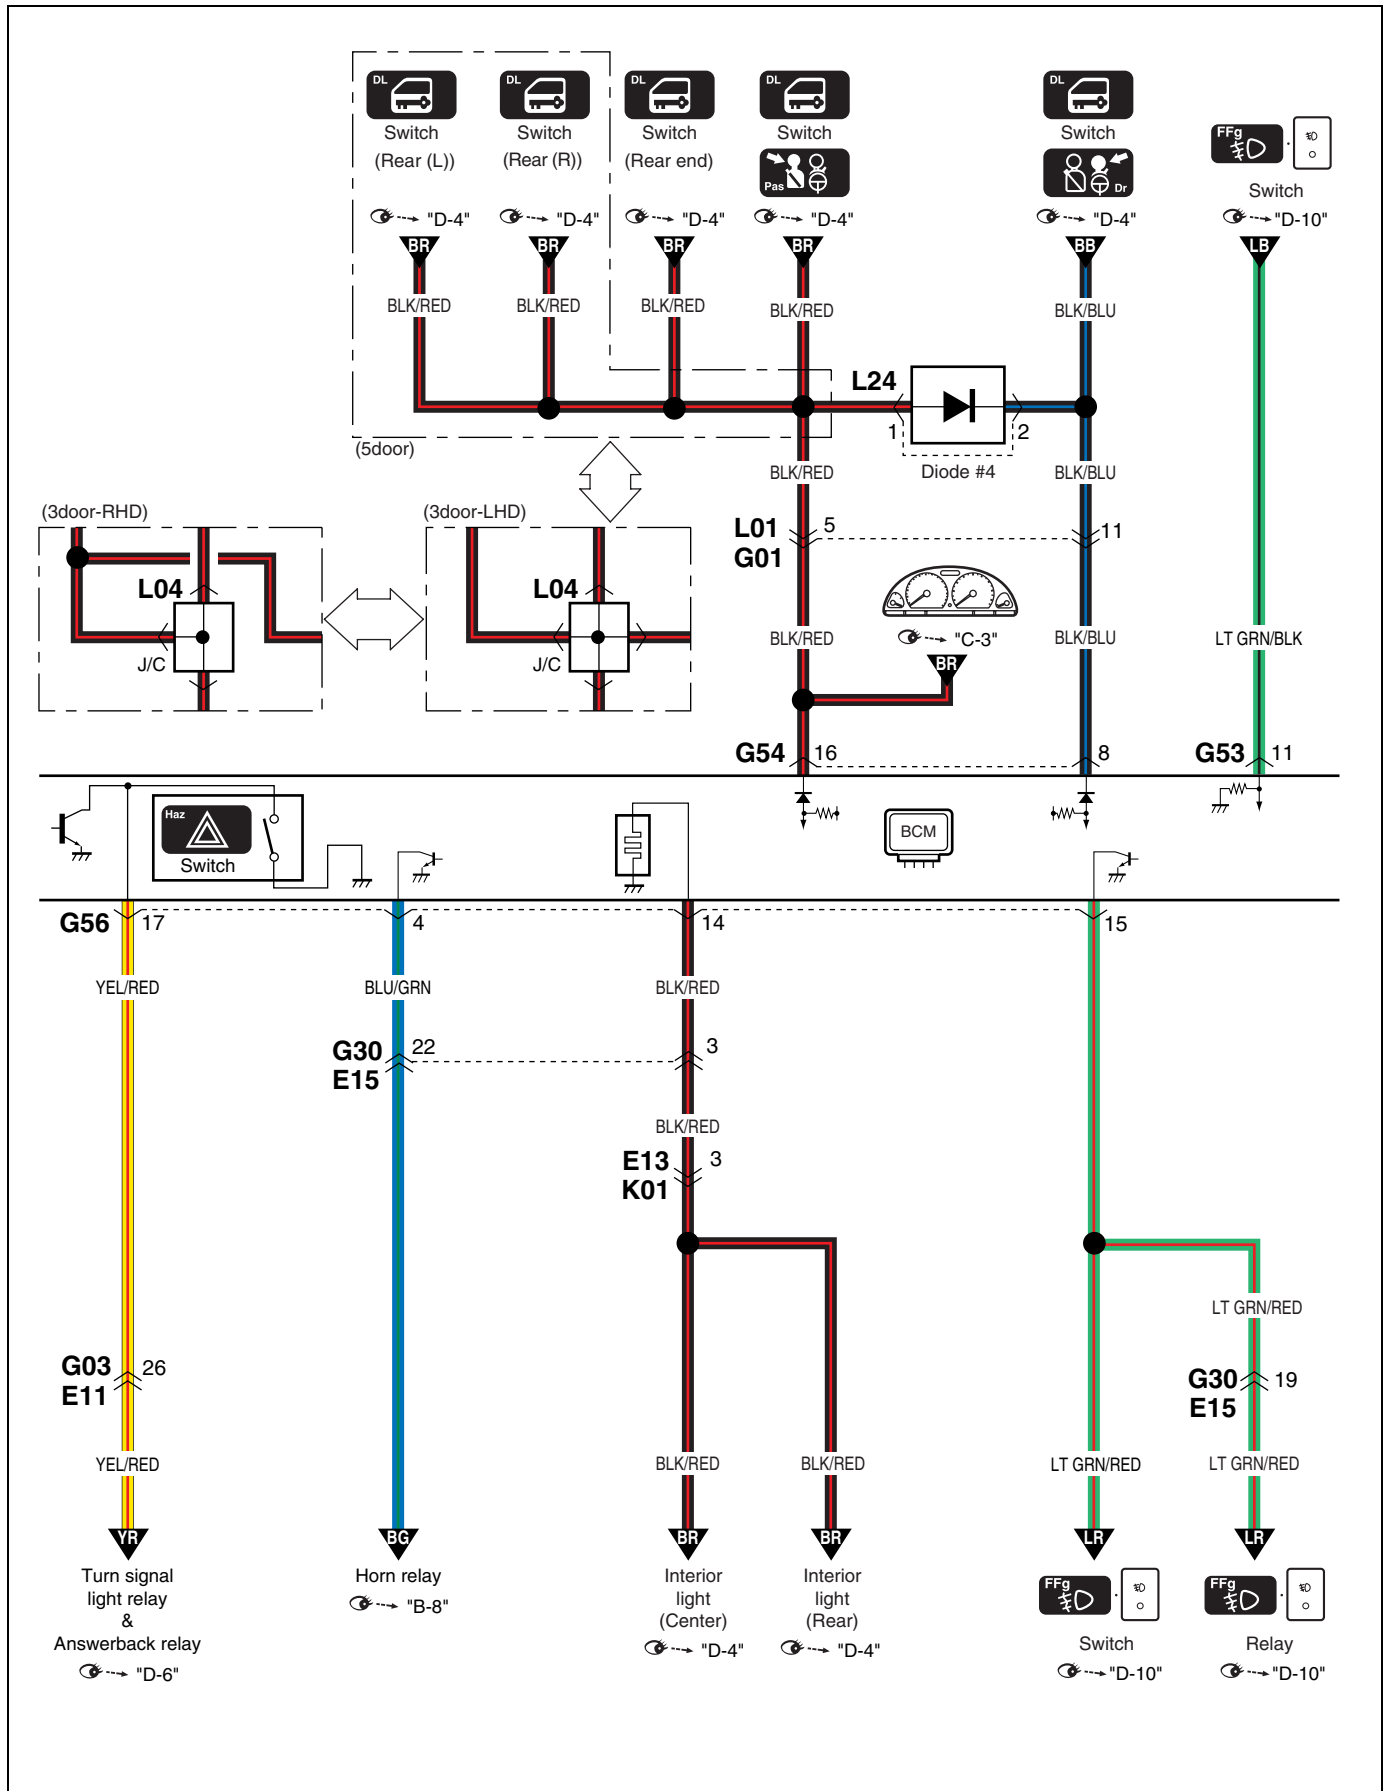 DL DL DL DL DL
Switch Switch Switch Switch Switch FFg
(Rear (L)) (Rear (R)) (Rear end) Pas Dr Switch
"D-4" "D-4" "D-4" "D-4" "D-4" "D-10"
BR BR BR BR BB LB
BLK/RED BLK/RED BLK/RED BLK/RED BLK/BLU
L24
1 2
(5door) Diode #4
BLK/RED BLK/BLU
(3door-RHD) (3door-LHD)
L01 5 11
G01
L04 L04
"C-3"
BLK/RED BLK/BLU LT GRN/BLK
J/C J/C BR
G54 16 8 G53 11
Haz
Switch
BCM
G56 17 4 14 15
YEL/RED BLU/GRN BLK/RED
G30 22 3
E15
BLK/RED
E13 3
K01
LT GRN/RED
G03 26
E11
G30 19
E15
YEL/RED BLK/RED BLK/RED LT GRN/RED LT GRN/RED
YR BG BR BR LR LR
Turn signal
light relay
&
Answerback relay
"D-6"
Horn relay
"B-8"
Interior
light
(Center)
"D-4"
Interior
light
(Rear)
"D-4"
FFg
Switch
"D-10"
FFg
Relay
"D-10"